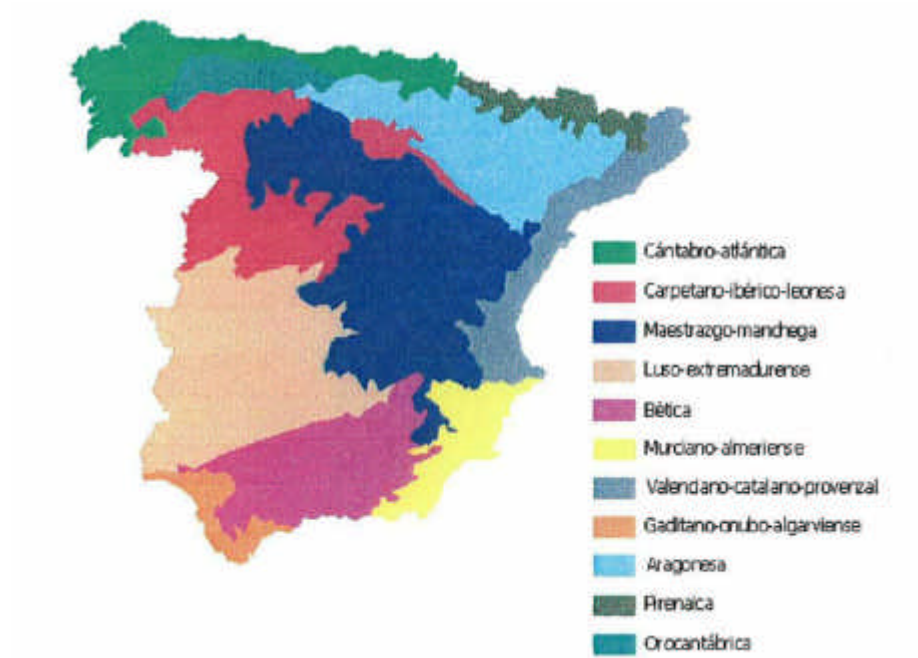 Cántabro-atlántica
Carpetano-ibérico-leonesa
Maestrazgo-manchega
Luso-extremadurense
Bética
Murciano-almeriense
Valenciano-catalano-provenzal
Gaditano-onubo-algarviense
Aragonesa
Pirenaica
Orocantábrica